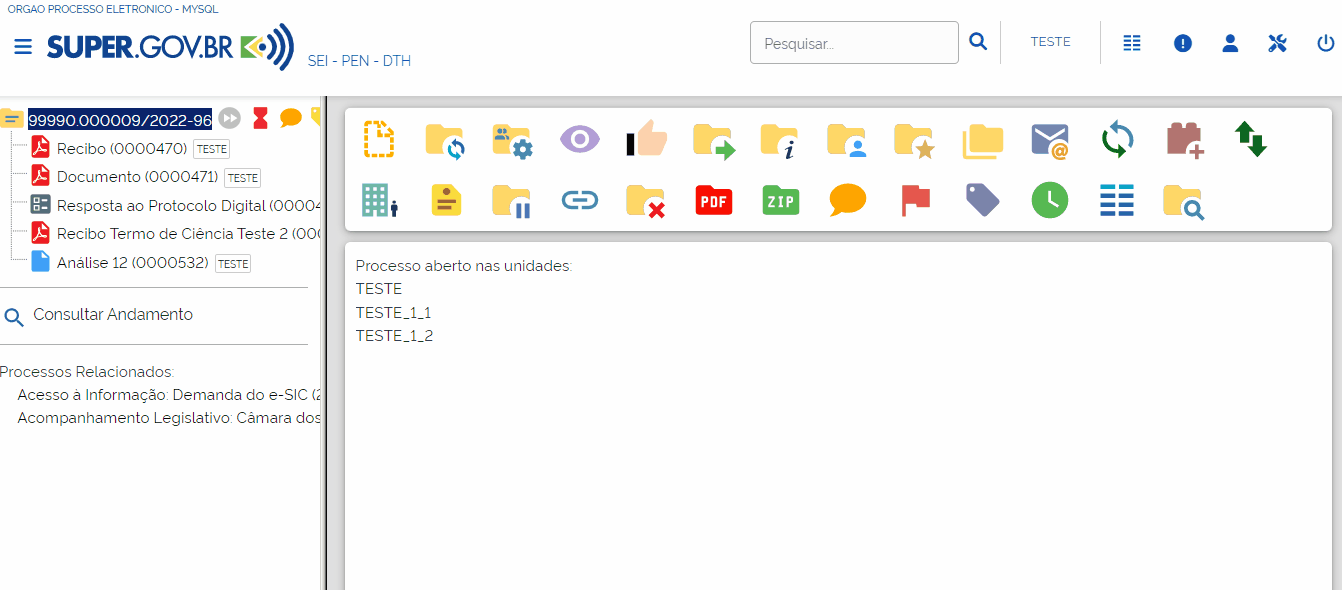 ORGAO PROCESSO ELETRONICO - MYSQL
SUPER.GOV.BR
SEI - PEN - DTH
Pesquisar...
TESTE
99990.000009/2022-96
Recibo (0000470) TESTE
Documento (0000471) TESTE
Resposta ao Protocolo Digital (00004
Recibo Termo de Ciência Teste 2 (000
Análise 12 (0000532) TESTE
Consultar Andamento
Processos Relacionados:
Acesso à Informação: Demanda do e-SIC (2
Acompanhamento Legislativo: Câmara dos
PDF
ZIP
Processo aberto nas unidades:
TESTE
TESTE_1_1
TESTE_1_2